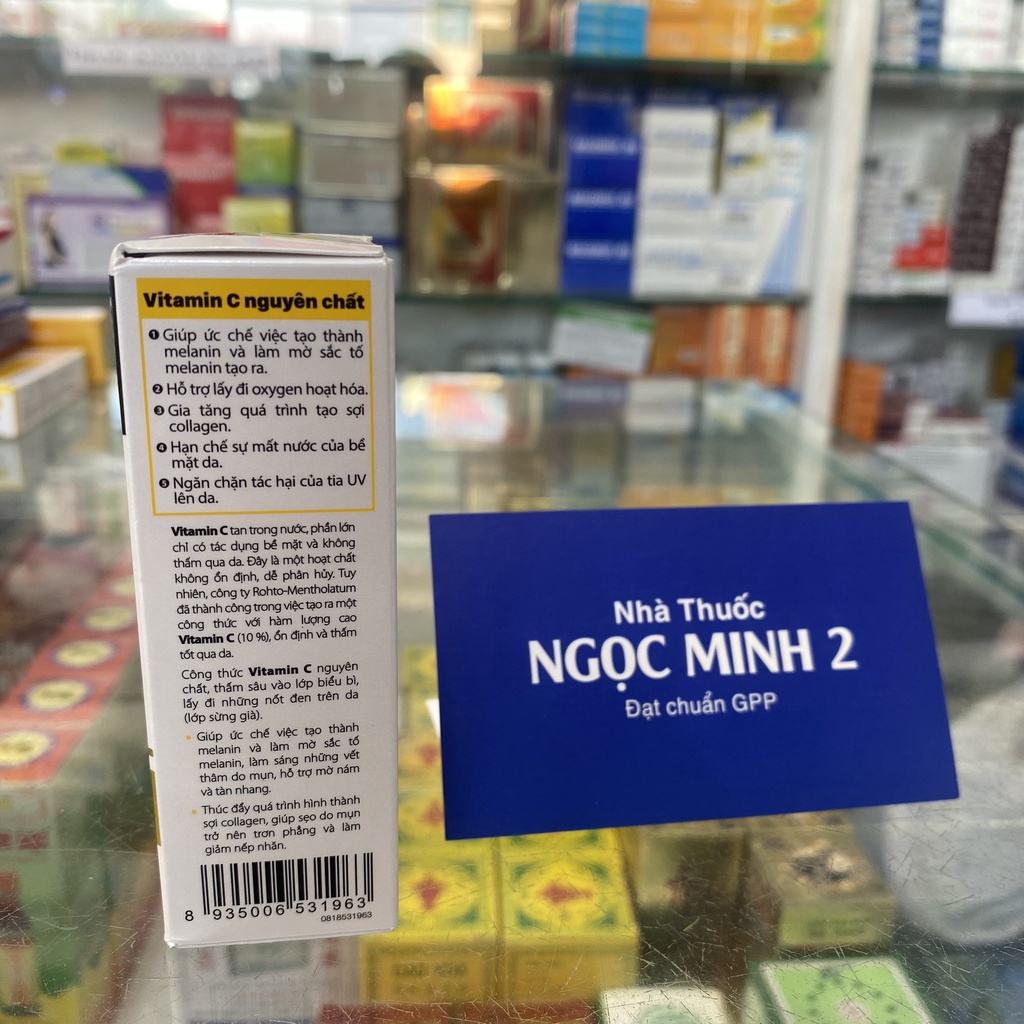 Vitamin C nguyên chất
❶ Giúp ức chế việc tạo thành
melanin và làm mờ sắc tố
melanin tạo ra.
❷ Hỗ trợ lấy đi oxygen hoạt hóa.
❸ Gia tăng quá trình tạo sợi
collagen.
❹ Hạn chế sự mất nước của bề
mặt da.
❺ Ngăn chặn tác hại của tia UV
lên da.
Vitamin C tan trong nước, phần lớn
chỉ có tác dụng bề mặt và không
thấm qua da. Đây là một hoạt chất
không ổn định, dễ phân hủy. Tuy
nhiên, công ty Rohto-Mentholatum
đã thành công trong việc tạo ra một
công thức với hàm lượng cao
Vitamin C (10 %), ổn định và thấm
tốt qua da.
Công thức Vitamin C nguyên
chất, thấm sâu vào lớp biểu bì,
lấy đi những nốt đen trên da
(lớp sừng già).
• Giúp ức chế việc tạo thành
melanin và làm mờ sắc tố
melanin, làm sáng những vết
thâm do mụn, hỗ trợ mờ nám
và tàn nhang.
• Thúc đẩy quá trình hình thành
sợi collagen, giúp sẹo do mụn
trở nên trơn phẳng và làm
giảm nếp nhăn.
8 935006 531963
0818531963
Nhà Thuốc
NGỌC MINH 2
Đạt chuẩn GPP